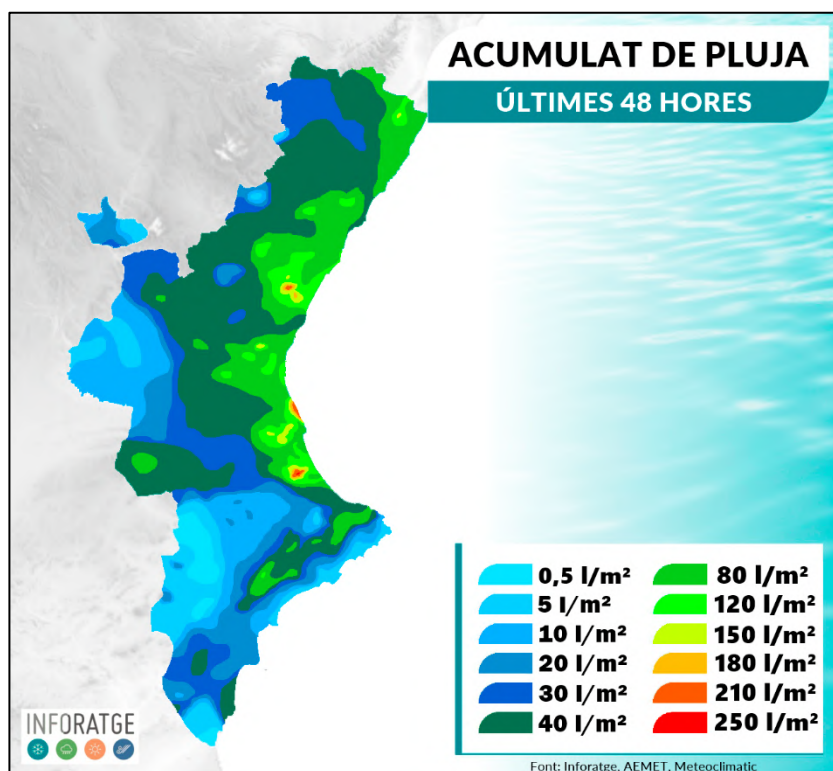 ACUMULAT DE PLUJA
ÚLTIMES 48 HORES
0,5 l/m²
5 l/m²
10 l/m²
20 l/m²
30 l/m²
40 l/m²
80 l/m²
120 l/m²
150 l/m²
180 l/m²
210 l/m²
250 l/m²
INFORATGE
Font: Inforatge, AEMET, Meteoclimatic